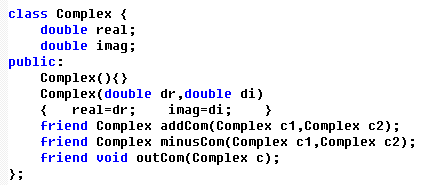 class Complex {
    double real;
    double imag;
public:
    Complex(){}
    Complex(double dr,double di)
    {   real=dr;    imag=di;    }
    friend Complex addCom(Complex c1,Complex c2);
    friend Complex minusCom(Complex c1,Complex c2);
    friend void outCom(Complex c);
};